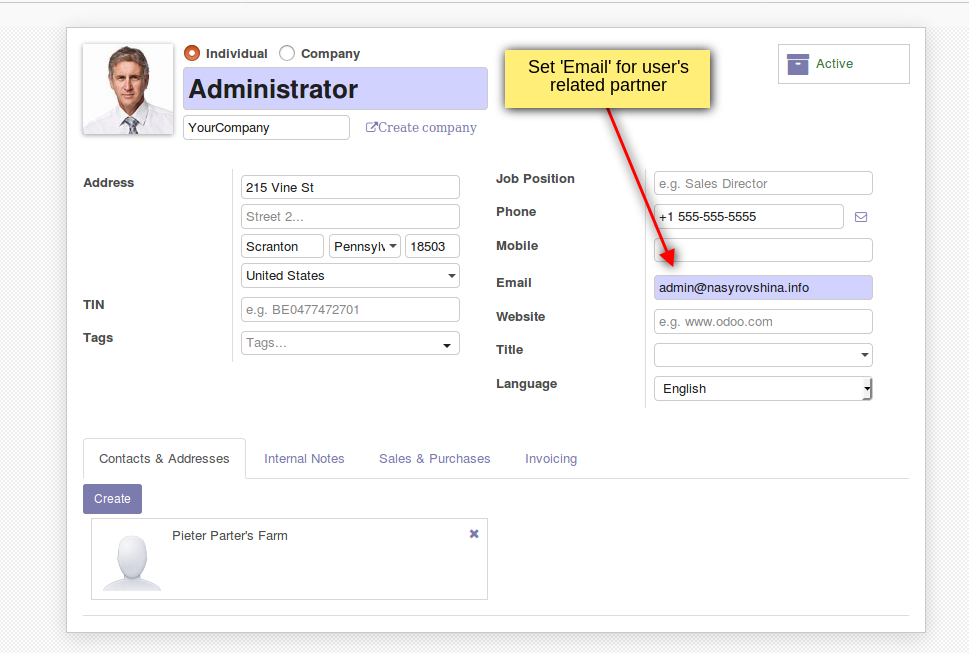 Individual Company
Administrator
YourCompany
Create company
Set 'Email' for user's
related partner
Active
Address
215 Vine St
Street 2...
Scranton Pennsylv 18503
United States
TIN
e.g. BE0477472701
Tags
Tags...
Job Position
e.g. Sales Director
Phone
+1 555-555-5555
Mobile
Email
admin@nasyrovshina.info
Website
e.g. www.odoo.com
Title
Language
English
Contacts & Addresses Internal Notes Sales & Purchases Invoicing
Create
Pieter Parter's Farm